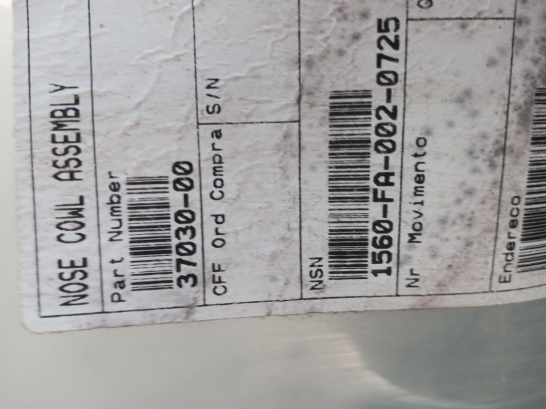 NOSE COWL ASSEMBLY
Part Number
37030-00
CFF Ord Compra S/N
NSN
1560-FA-002-0725
Nr Movimento
Endereco